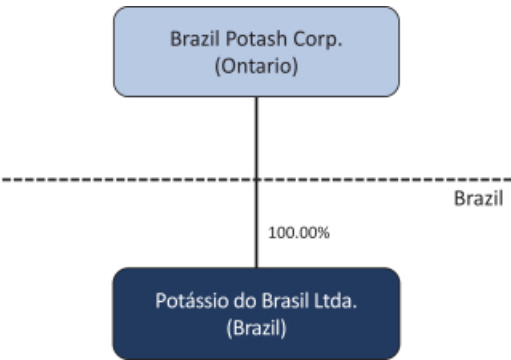 Brazil Potash Corp.
(Ontario)
Brazil
100.00%
Potássio do Brasil Ltda.
(Brazil)